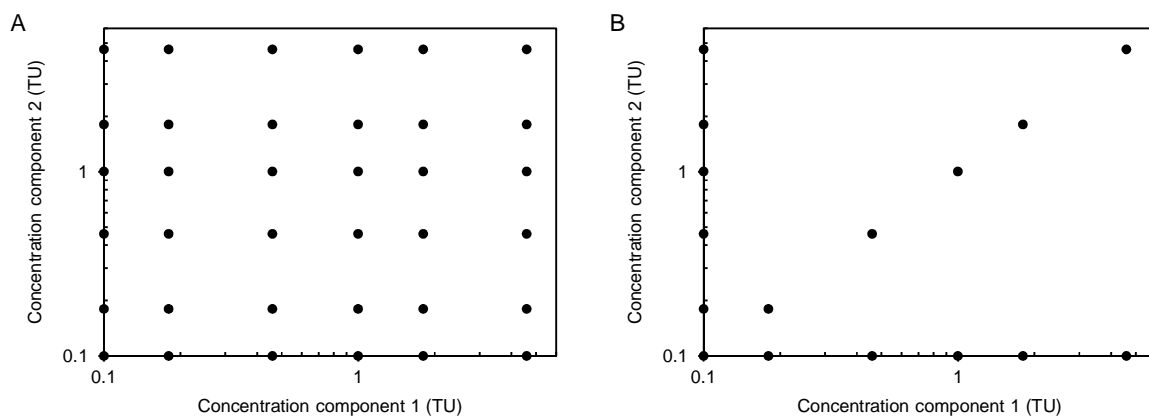 A
Concentration component 2 (TU)
1
0.1
0.1
1
Concentration component 1 (TU)
B
Concentration component 2 (TU)
1
0.1
0.1
1
Concentration component 1 (TU)